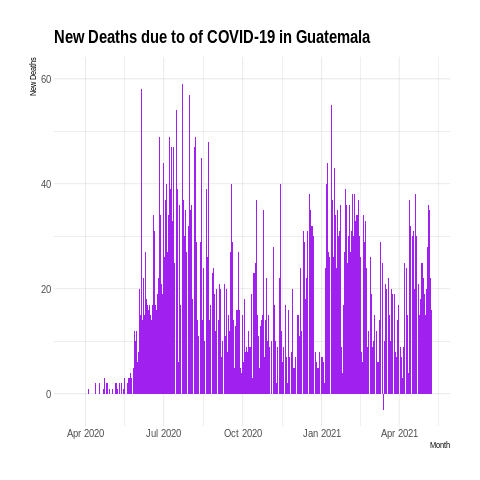 New Deaths due to of COVID-19 in Guatemala
New Deaths
60
40
20
0
Apr 2020 Jul 2020 Oct 2020 Jan 2021 Apr 2021
Month